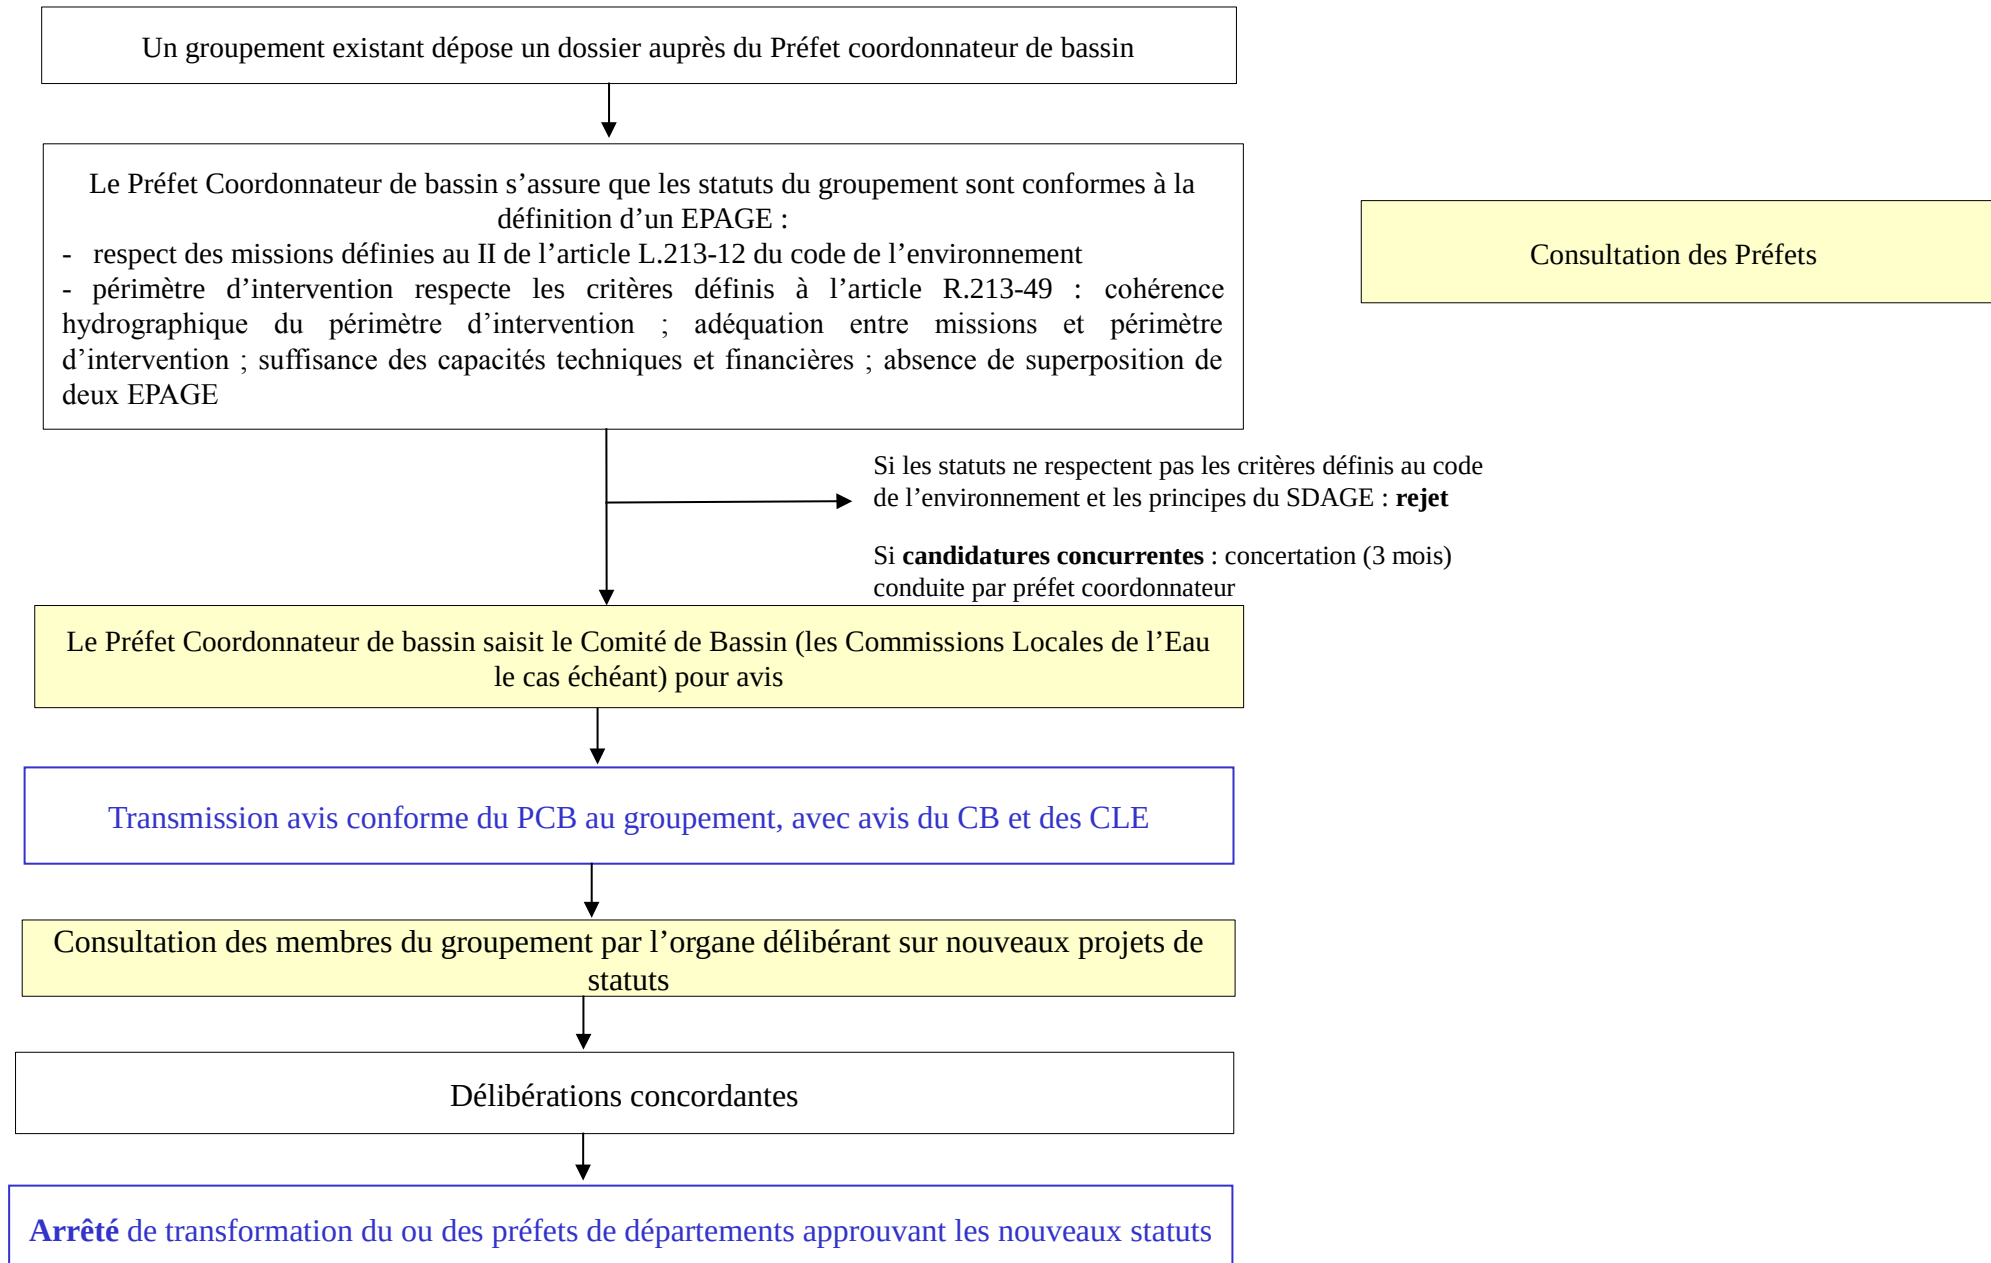 Un groupement existant dépose un dossier auprès du Préfet coordonnateur de bassin
Le Préfet Coordonnateur de bassin s’assure que les statuts du groupement sont conformes à la
définition d’un EPAGE :
- respect des missions définies au II de l’article L.213-12 du code de l’environnement
- périmètre d’intervention respecte les critères définis à l’article R.213-49 : cohérence
hydrographique du périmètre d’intervention ; adéquation entre missions et périmètre
d’intervention ; suffisance des capacités techniques et financières ; absence de superposition de
deux EPAGE
Consultation des Préfets
Si les statuts ne respectent pas les critères définis au code
de l’environnement et les principes du SDAGE : rejet
Si candidatures concurrentes : concertation (3 mois)
conduite par préfet coordonnateur
Le Préfet Coordonnateur de bassin saisit le Comité de Bassin (les Commissions Locales de l’Eau
le cas échéant) pour avis
Transmission avis conforme du PCB au groupement, avec avis du CB et des CLE
Consultation des membres du groupement par l’organe délibérant sur nouveaux projets de
statuts
Délibérations concordantes
Arrêté de transformation du ou des préfets de départements approuvant les nouveaux statuts